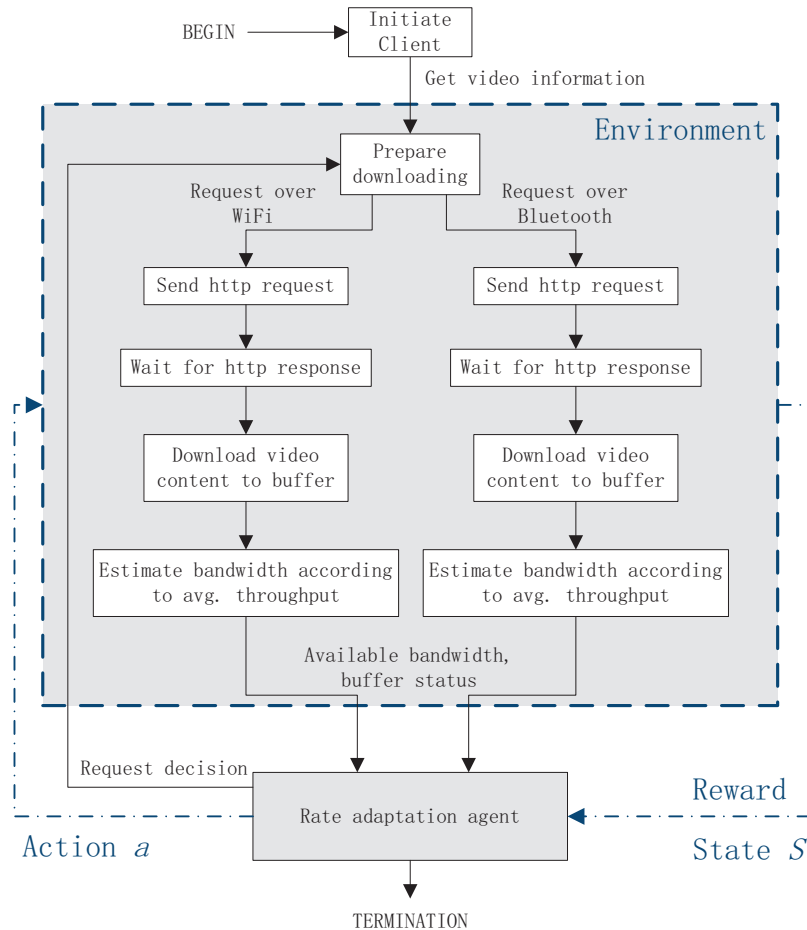 BEGIN
Initiate
Client
Get video information
Environment
Prepare
downloading
Request over
WiFi
Request over
Bluetooth
Send http request
Send http request
Wait for http response
Wait for http response
Download video
content to buffer
Download video
content to buffer
Estimate bandwidth according
to avg. throughput
Estimate bandwidth according
to avg. throughput
Available bandwidth,
buffer status
Request decision
Rate adaptation agent
Reward
Action a
State S
TERMINATION